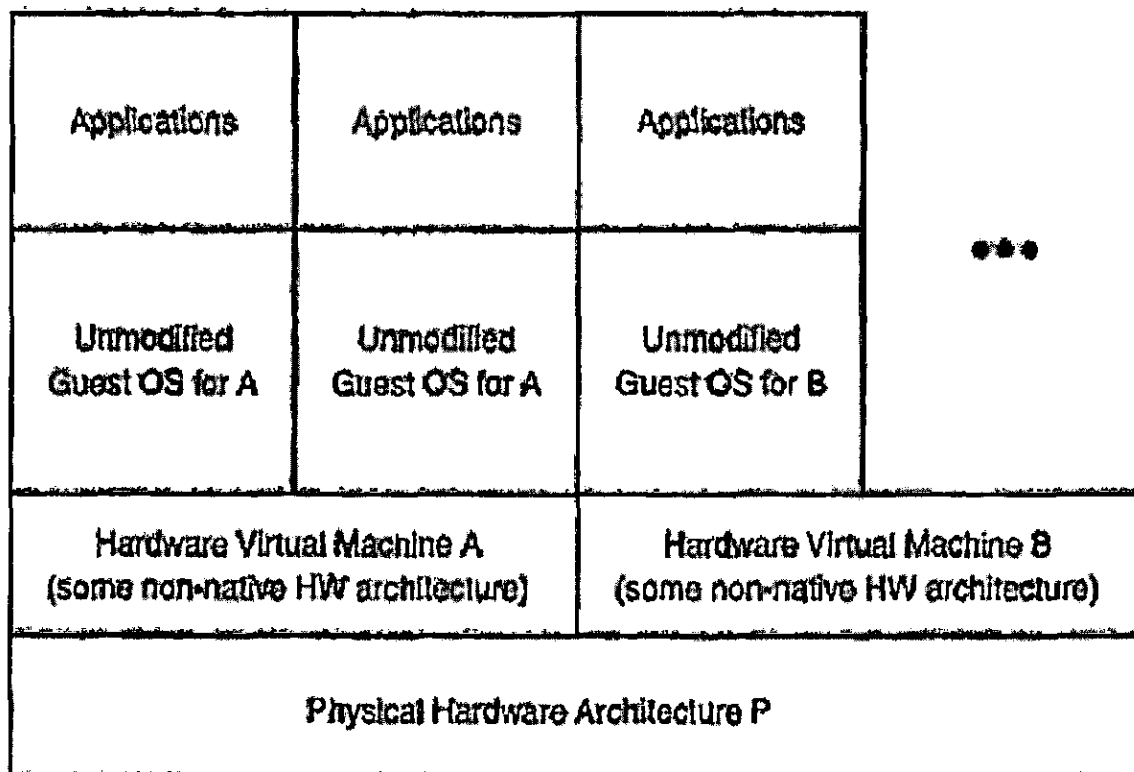 Applications
Applications
Applications
Unmodified
Guest OS for A
Unmodified
Guest OS for A
Unmodified
Guest OS for B
Hardware Virtual Machine A
(some non-native HW architecture)
Hardware Virtual Machine B
(some non-native HW architecture)
Physical Hardware Architecture P